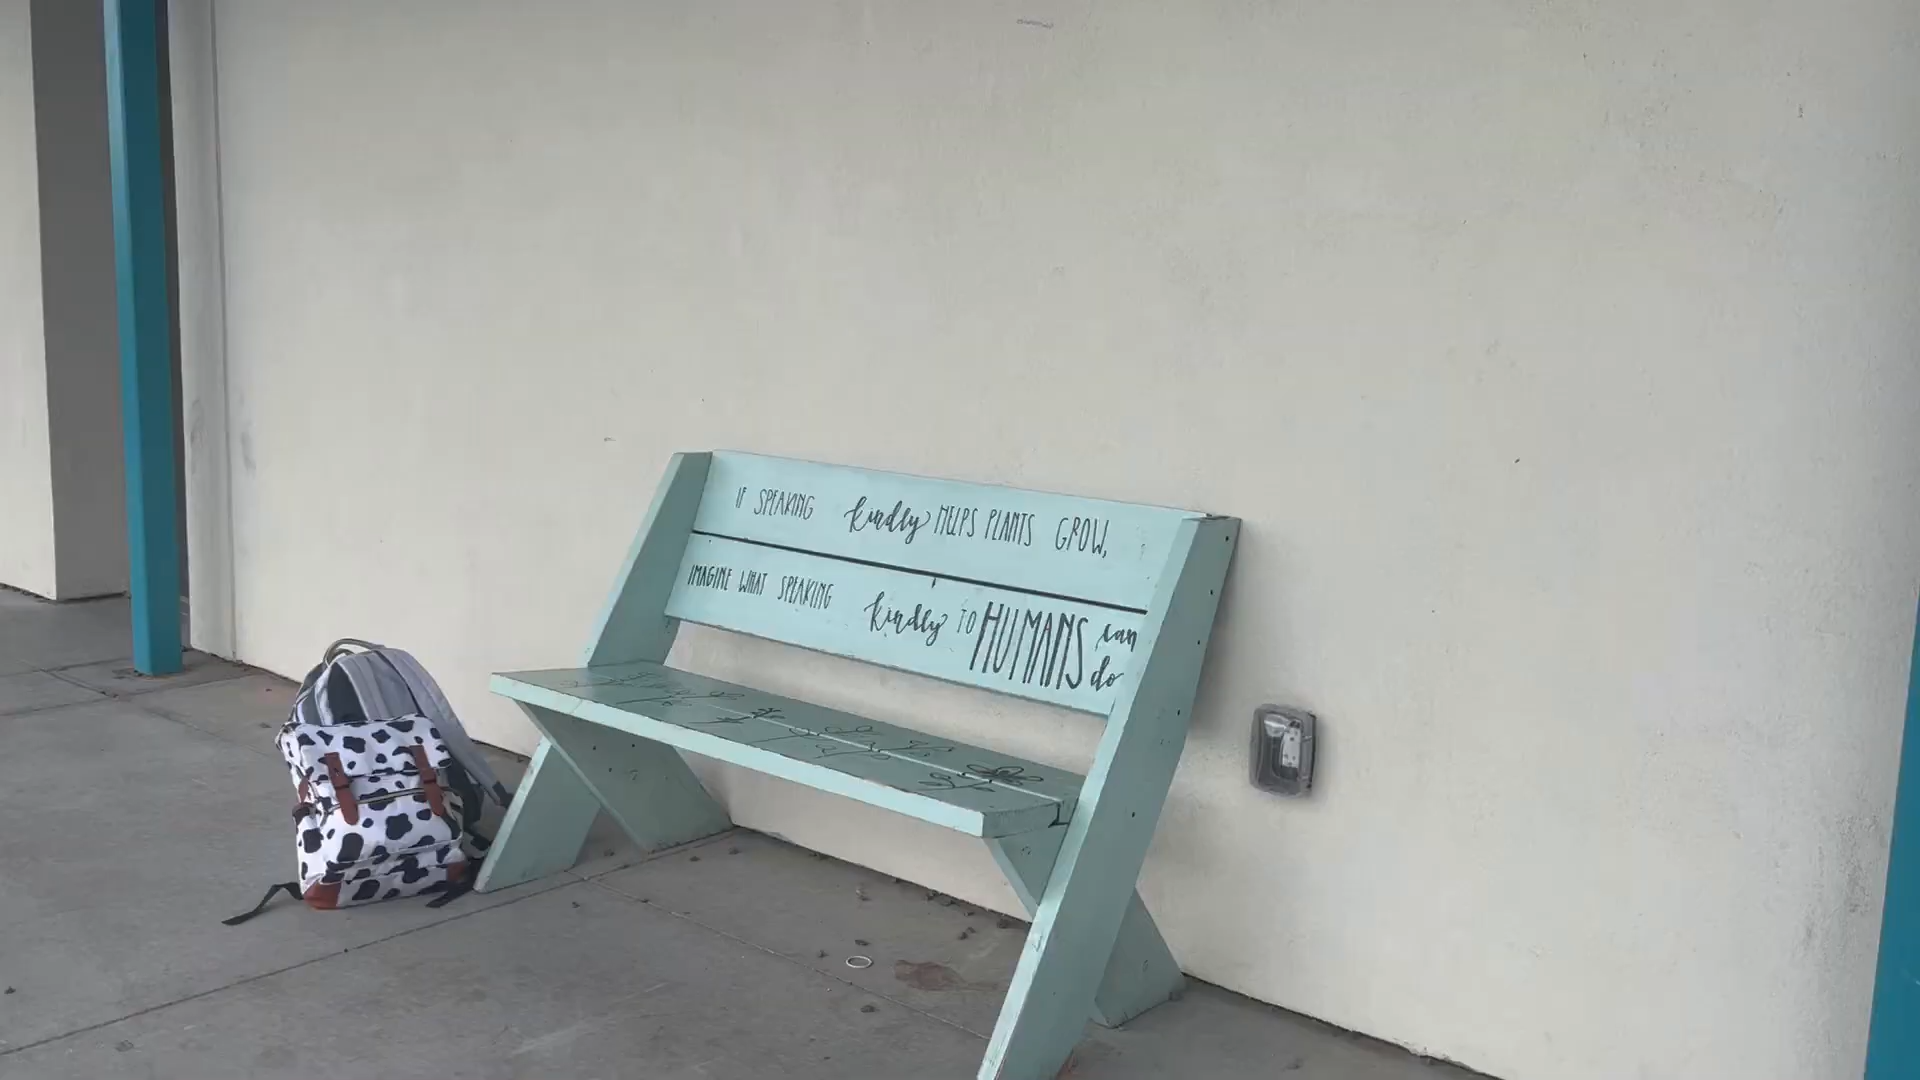 IF SPEAKING kindly HELPS PLANTS GROW,
IMAGINE WHAT SPEAKING kindly TO HUMANS can do